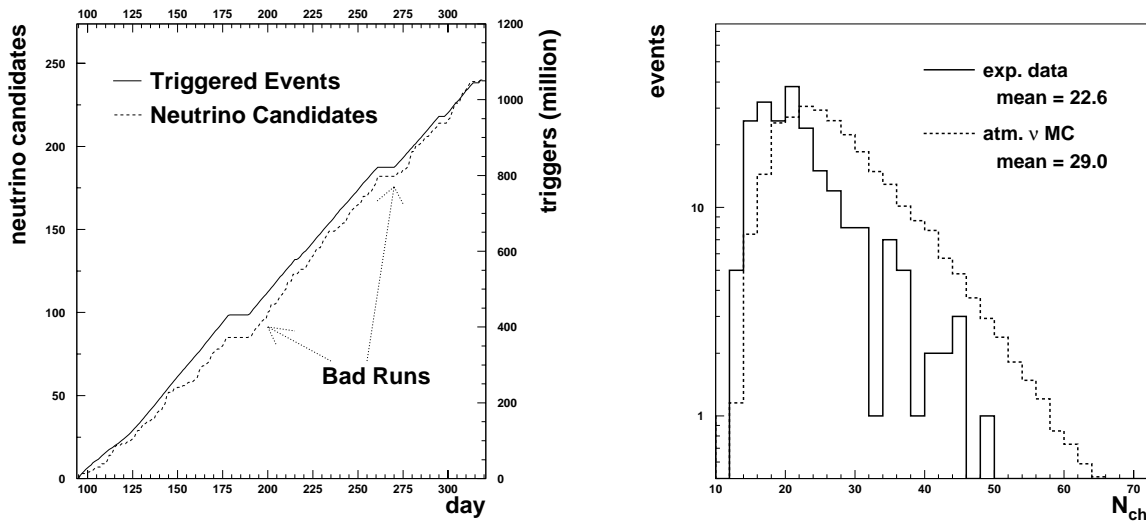 100 125 150 175 200 225 250 275 300
neutrino candidates
250
200
150
100
50
0
Triggered Events
Neutrino Candidates
Bad Runs
1200
1000
800
600
400
200
0
triggers (million)
100 125 150 175 200 225 250 275 300
day
events
10
1
exp. data
mean = 22.6
atm. ν MC
mean = 29.0
10 20 30 40 50 60 70
N_ch